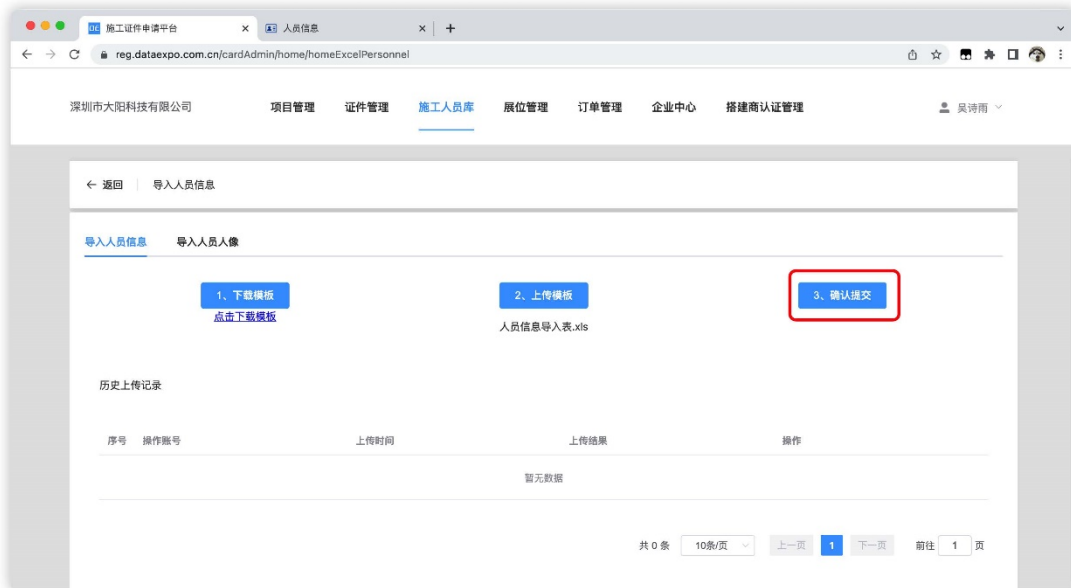 施工证件申请平台
人员信息
reg.dataexpo.com.cn/cardAdmin/home/homeExcelPersonnel
深圳市大阳科技有限公司 项目管理 证件管理 施工人员库 展位管理 订单管理 企业中心 搭建商认证管理 吴诗雨
返回 导入人员信息
导入人员信息 导入人员人像
1、下载模板 2、上传模板 3、确认提交
点击下载模板
人员信息导入表.xls
历史上传记录
序号 操作账号 上传时间 上传结果 操作
暂无数据
共 0 条 10条/页 上一页 1 下一页 前往 1 页